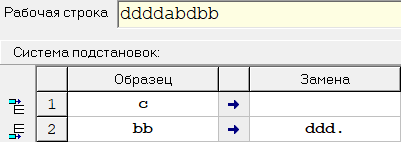 Рабочая строка ddddabdbb
Система подстановок:
Образец Замена
1 c
2 bb ddd.